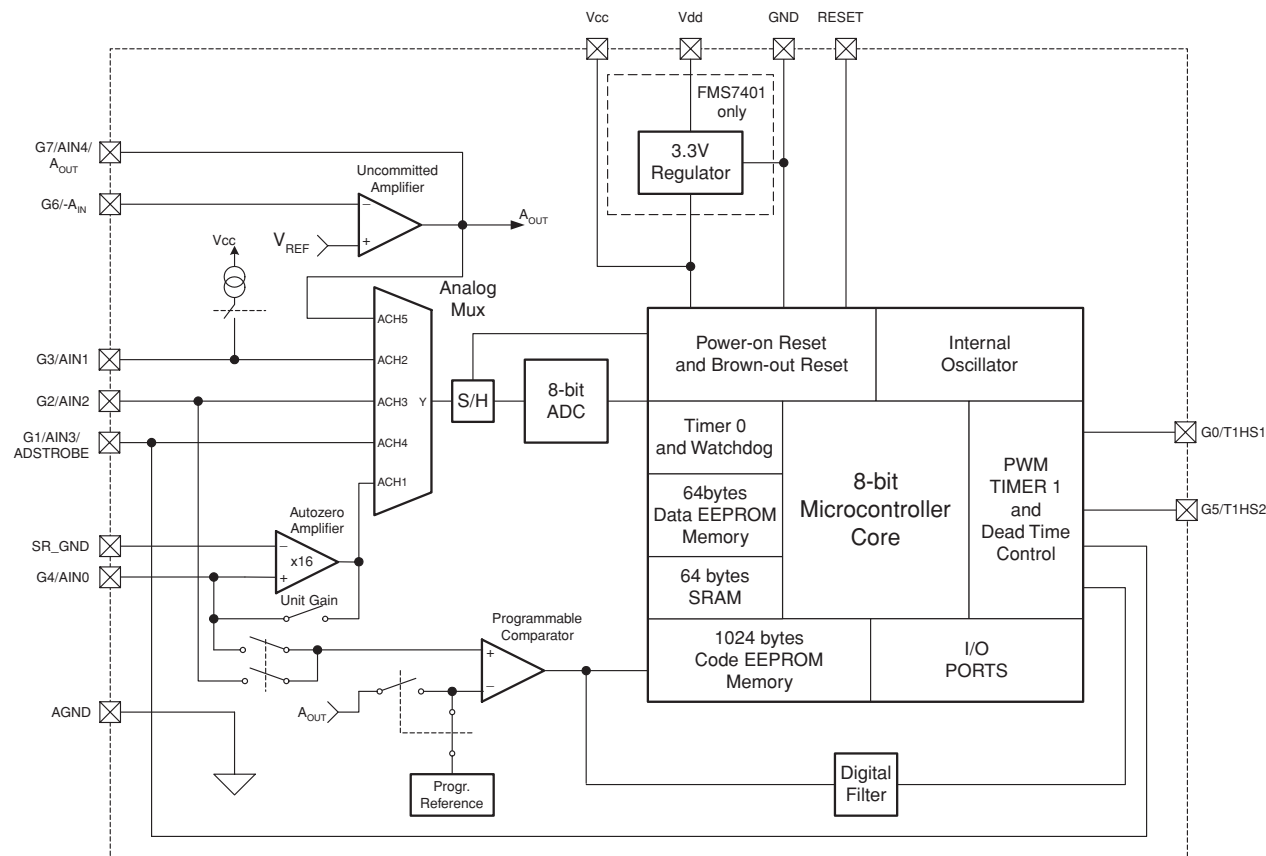 Vcc
Vdd
GND
RESET
FMS7401
only
3.3V
Regulator
G7/AIN4/
AOUT
G6/-AIN
Uncommitted
Amplifier
−
+
VREF
AOUT
Vcc
Analog
Mux
ACH5
ACH2
ACH3
Y
ACH4
ACH1
G3/AIN1
G2/AIN2
G1/AIN3/
ADSTROBE
S/H
8-bit
ADC
Power-on Reset
and Brown-out Reset
Internal
Oscillator
Timer 0
and Watchdog
64bytes
Data EEPROM
Memory
64 bytes
SRAM
8-bit
Microcontroller
Core
PWM
TIMER 1
and
Dead Time
Control
1024 bytes
Code EEPROM
Memory
I/O
PORTS
G0/T1HS1
G5/T1HS2
Autozero
Amplifier
−
x16
+
SR_GND
G4/AIN0
Unit Gain
Programmable
Comparator
+
−
AOUT
AGND
Progr.
Reference
Digital
Filter